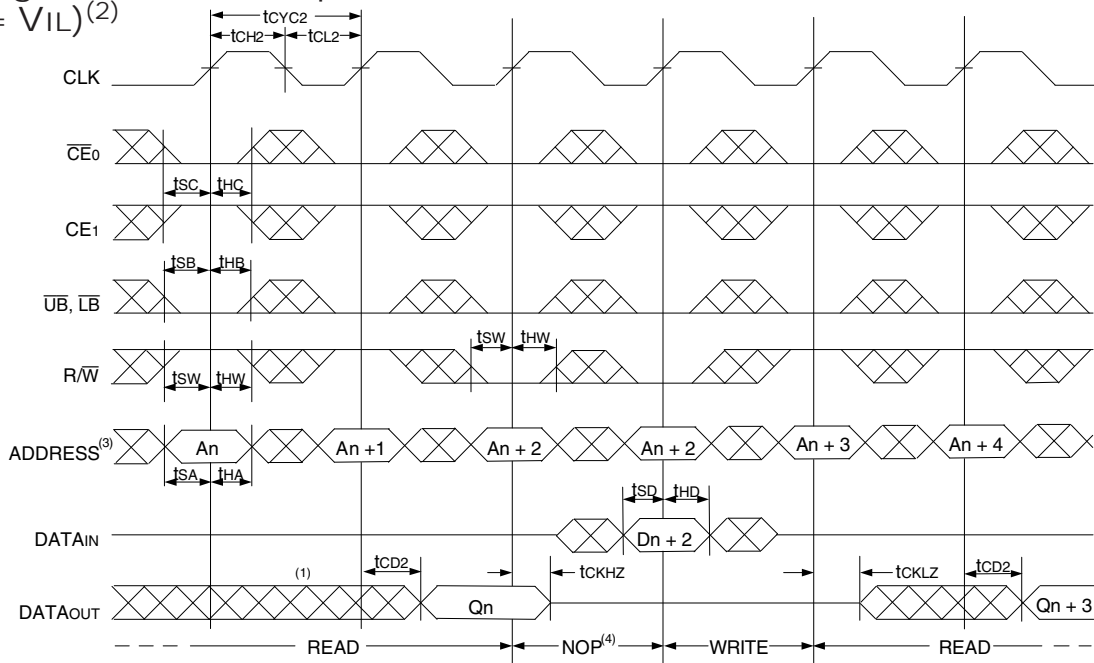 = VIL)(2)
tCYC2
tCH2 tCL2
CLK
CE0
tSC tHC
CE1
tSB tHB
UB, LB
tSW tHW
R/W
tSW tHW
ADDRESS(3) An An +1 An + 2 An + 2 An + 3 An + 4
tSA tHA
tSD tHD
DATAIN Dn + 2
tCD2 tCKHZ tCKLZ tCD2
(1)
DATAOUT Qn Qn + 3
READ NOP(4) WRITE READ